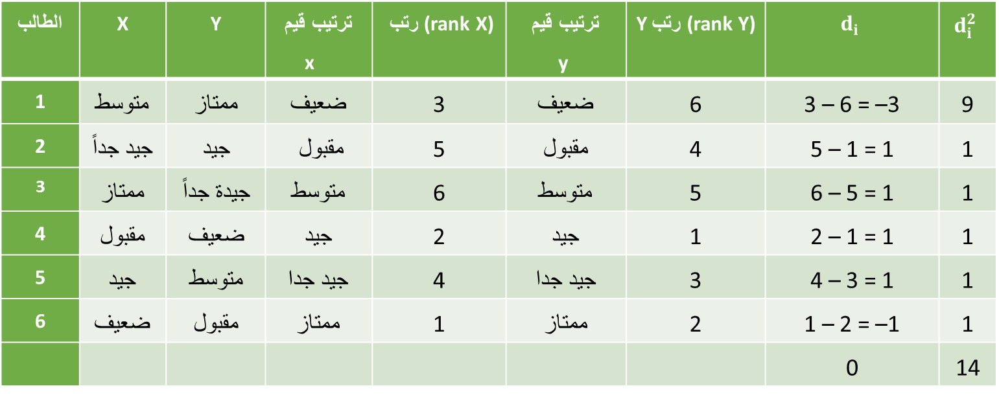 الطالب X Y ترتيب قيم x رتب (rank X) ترتيب قيم y رتب Y (rank Y) dᵢ dᵢ²
1 متوسط ممتاز ضعيف 3 ضعيف 6 3 – 6 = –3 9
2 جيد جداً جيد مقبول 5 مقبول 4 5 – 1 = 1 1
3 ممتاز جيدة جداً متوسط 6 متوسط 5 6 – 5 = 1 1
4 مقبول ضعيف جيد 2 جيد 1 2 – 1 = 1 1
5 جيد متوسط جيد جدا 4 جيد جدا 3 4 – 3 = 1 1
6 ضعيف مقبول ممتاز 1 ممتاز 2 1 – 2 = –1 1
0 14